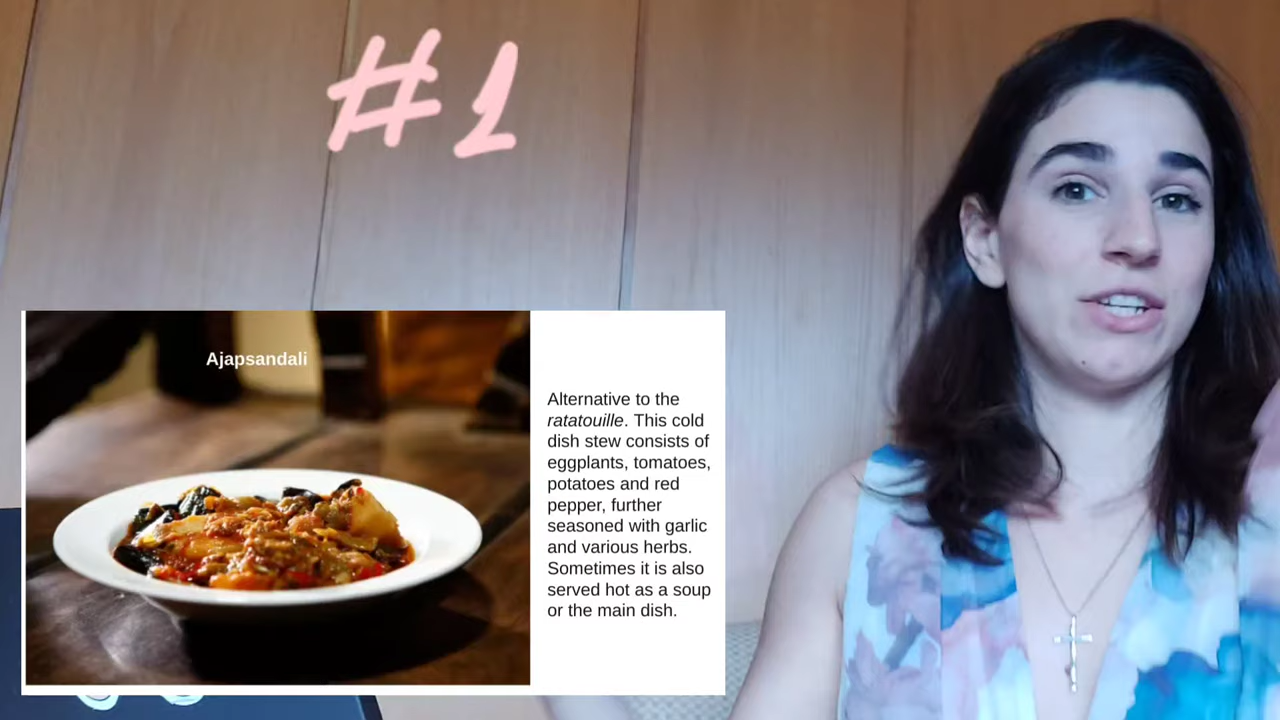 #1
Ajapsandali
Alternative to the
ratatouille. This cold
dish stew consists of
eggplants, tomatoes,
potatoes and red
pepper, further
seasoned with garlic
and various herbs.
Sometimes it is also
served hot as a soup
or the main dish.